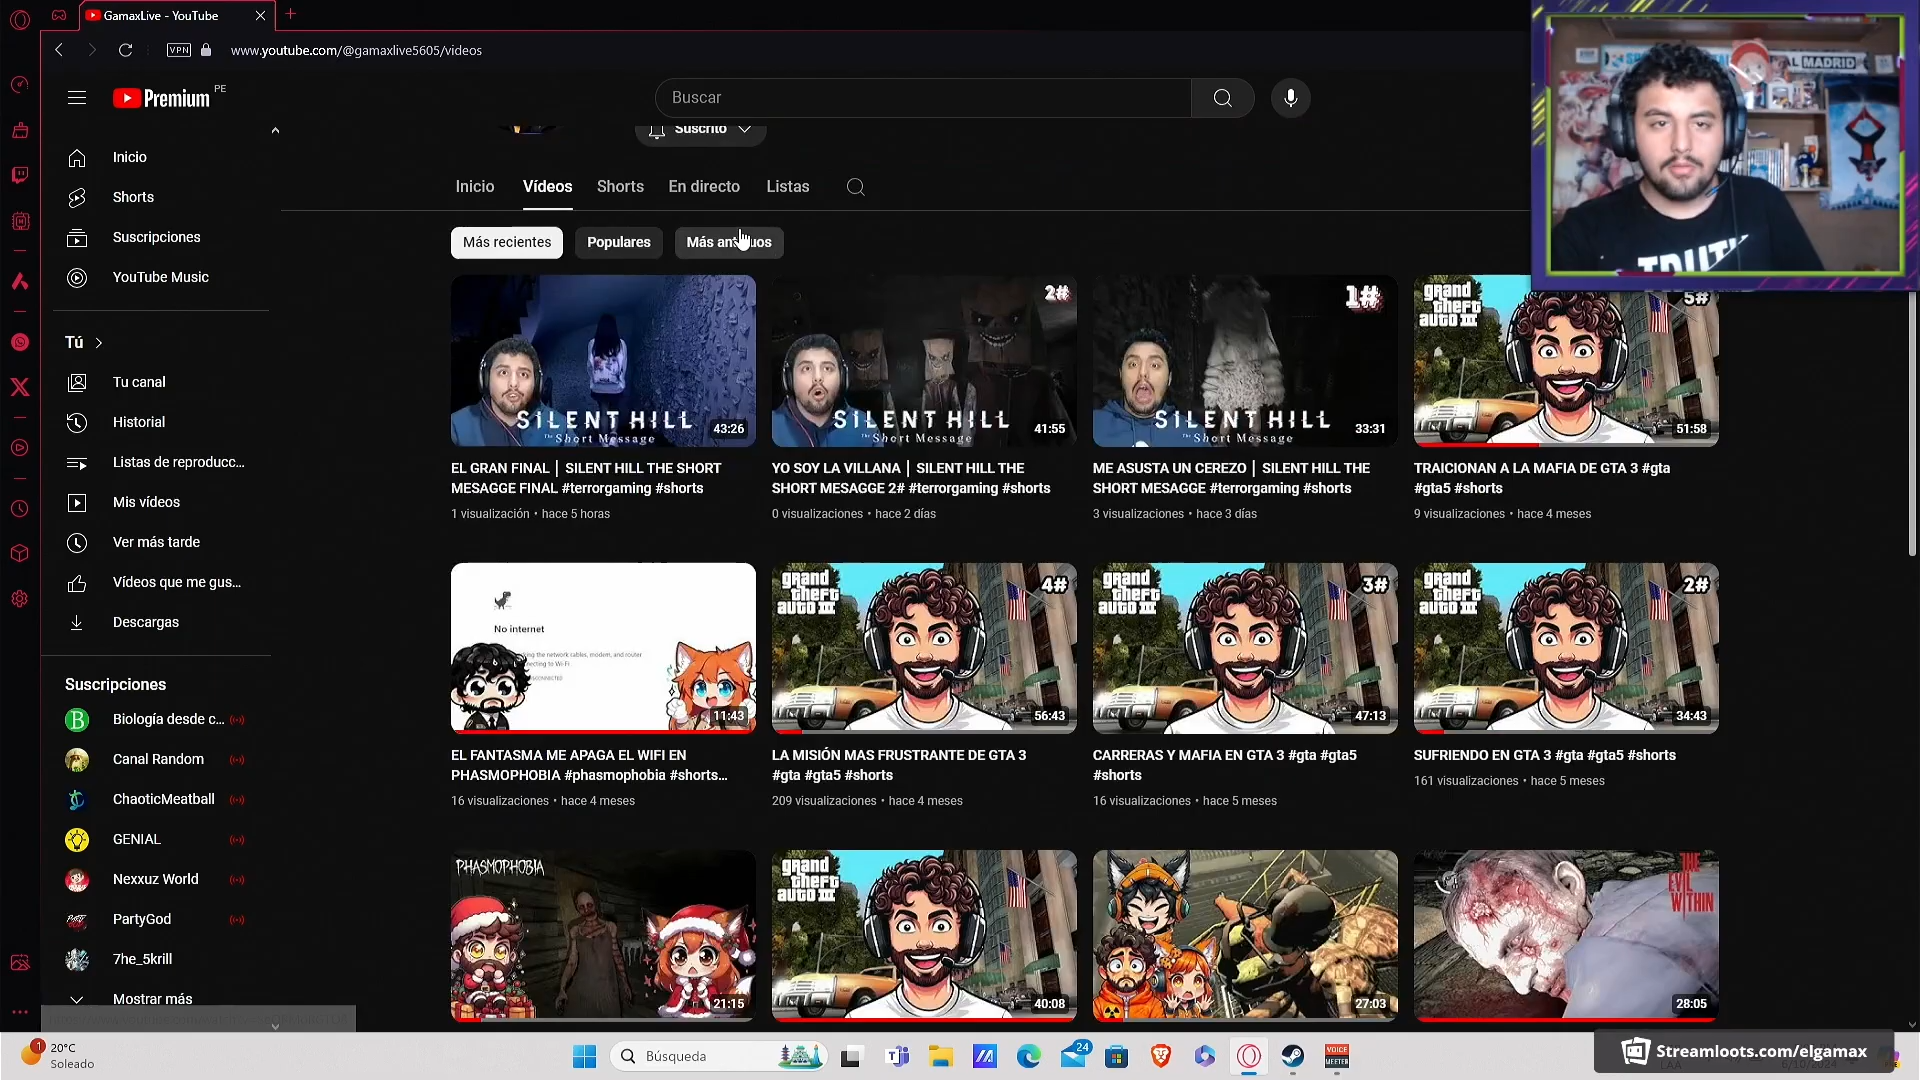 GamaxLive - YouTube
VPN
www.youtube.com/@gamaxlive5605/videos
Premium
PE
Buscar
AL MADRID
TRUTH
Inicio
Shorts
Suscripciones
YouTube Music
Tú
Tu canal
Historial
Listas de reproducc...
Mis vídeos
Ver más tarde
Vídeos que me gus...
Descargas
Suscripciones
Biología desde c...
Canal Random
ChaoticMeatball
GENIAL
Nexxuz World
PartyGod
7he_5krill
Mostrar más
Suscrito
Inicio Vídeos Shorts En directo Listas
Más recientes Populares Más
SILENT HILL
The Short Message
43:26
EL GRAN FINAL | SILENT HILL THE SHORT
MESAGGE FINAL #terrorgaming #shorts
1 visualización • hace 5 horas
2#
SILENT HILL
The Short Message
41:55
YO SOY LA VILLANA | SILENT HILL THE
SHORT MESAGGE 2# #terrorgaming #shorts
0 visualizaciones • hace 2 días
1#
SILENT HILL
The Short Message
33:31
ME ASUSTA UN CEREZO | SILENT HILL THE
SHORT MESAGGE #terrorgaming #shorts
3 visualizaciones • hace 3 días
grand
theft
auto III
5#
51:58
TRAICIONAN A LA MAFIA DE GTA 3 #gta
#gta5 #shorts
9 visualizaciones • hace 4 meses
No internet
11:43
EL FANTASMA ME APAGA EL WIFI EN
PHASMOPHOBIA #phasmophobia #shorts...
16 visualizaciones • hace 4 meses
grand
theft
auto III
4#
56:43
LA MISIÓN MAS FRUSTRANTE DE GTA 3
#gta #gta5 #shorts
209 visualizaciones • hace 4 meses
grand
theft
auto III
3#
47:13
CARRERAS Y MAFIA EN GTA 3 #gta #gta5
#shorts
16 visualizaciones • hace 5 meses
grand
theft
auto III
2#
34:43
SUFRIENDO EN GTA 3 #gta #gta5 #shorts
161 visualizaciones • hace 5 meses
PHASMOPHOBIA
21:15
grand
theft
auto III
40:08
27:03
THE
EVIL
WITHIN
28:05
1
20°C
Soleado
Búsqueda
24
VOICE
MEETER
Streamloots.com/elgamax